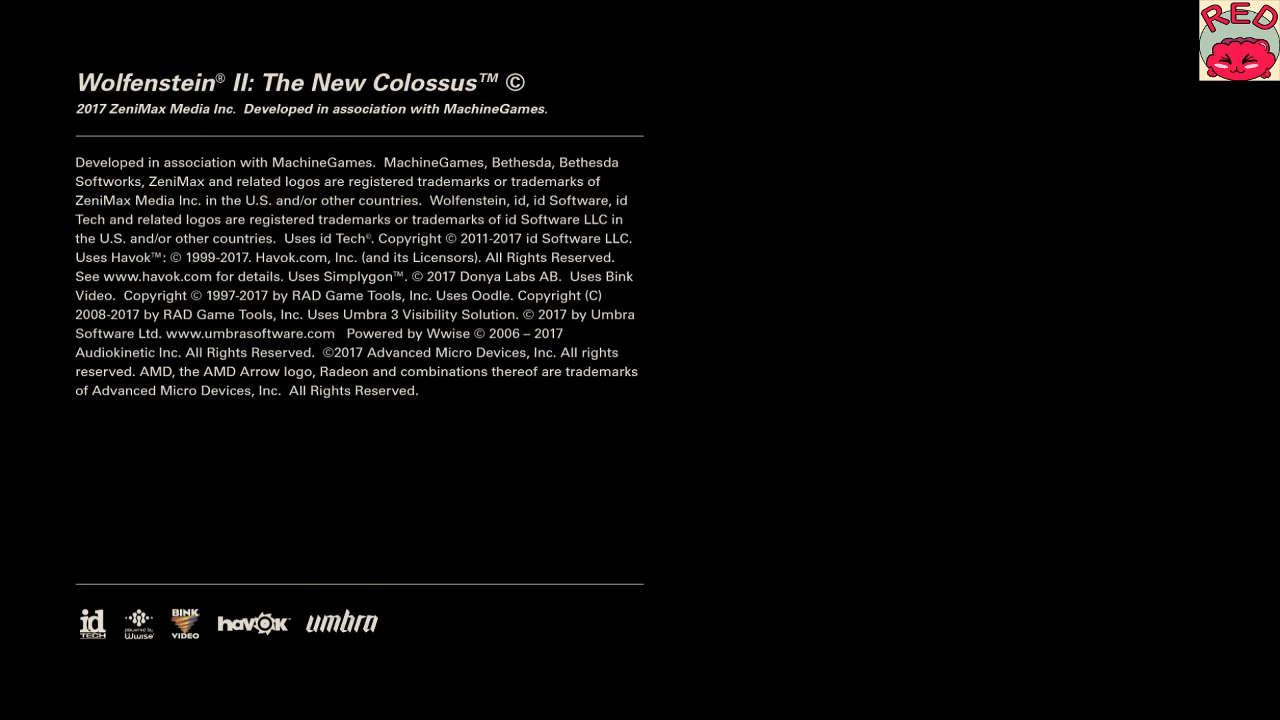 RED
Wolfenstein® II: The New Colossus™ ©
2017 ZeniMax Media Inc.  Developed in association with MachineGames.
Developed in association with MachineGames.  MachineGames, Bethesda, Bethesda
Softworks, ZeniMax and related logos are registered trademarks or trademarks of
ZeniMax Media Inc. in the U.S. and/or other countries.  Wolfenstein, id, id Software, id
Tech and related logos are registered trademarks or trademarks of id Software LLC in
the U.S. and/or other countries.  Uses id Tech®. Copyright © 2011-2017 id Software LLC.
Uses Havok™: © 1999-2017. Havok.com, Inc. (and its Licensors). All Rights Reserved.
See www.havok.com for details. Uses Simplygon™. © 2017 Donya Labs AB.  Uses Bink
Video.  Copyright © 1997-2017 by RAD Game Tools, Inc. Uses Oodle. Copyright (C)
2008-2017 by RAD Game Tools, Inc. Uses Umbra 3 Visibility Solution. © 2017 by Umbra
Software Ltd. www.umbrasoftware.com   Powered by Wwise © 2006 – 2017
Audiokinetic Inc. All Rights Reserved.  ©2017 Advanced Micro Devices, Inc. All rights
reserved. AMD, the AMD Arrow logo, Radeon and combinations thereof are trademarks
of Advanced Micro Devices, Inc.  All Rights Reserved.
id TECH
powered by Wwise
BINK VIDEO
havok
umbra